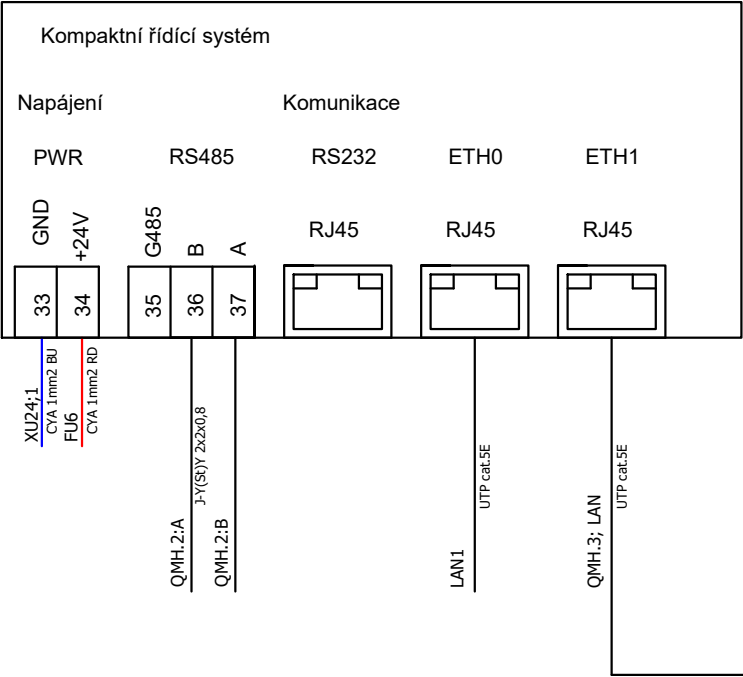 Kompaktní řídící systém
Napájení
Komunikace
PWR
RS485
RS232
ETH0
ETH1
GND
+24V
G485
B
A
RJ45
RJ45
RJ45
33
34
35
36
37
XU24;1
CYA 1mm2 BU
FU6
CYA 1mm2 RD
QMH.2:A
J-Y(St)Y 2x2x0,8
QMH.2:B
LAN1
UTP cat.5E
QMH.3; LAN
UTP cat.5E